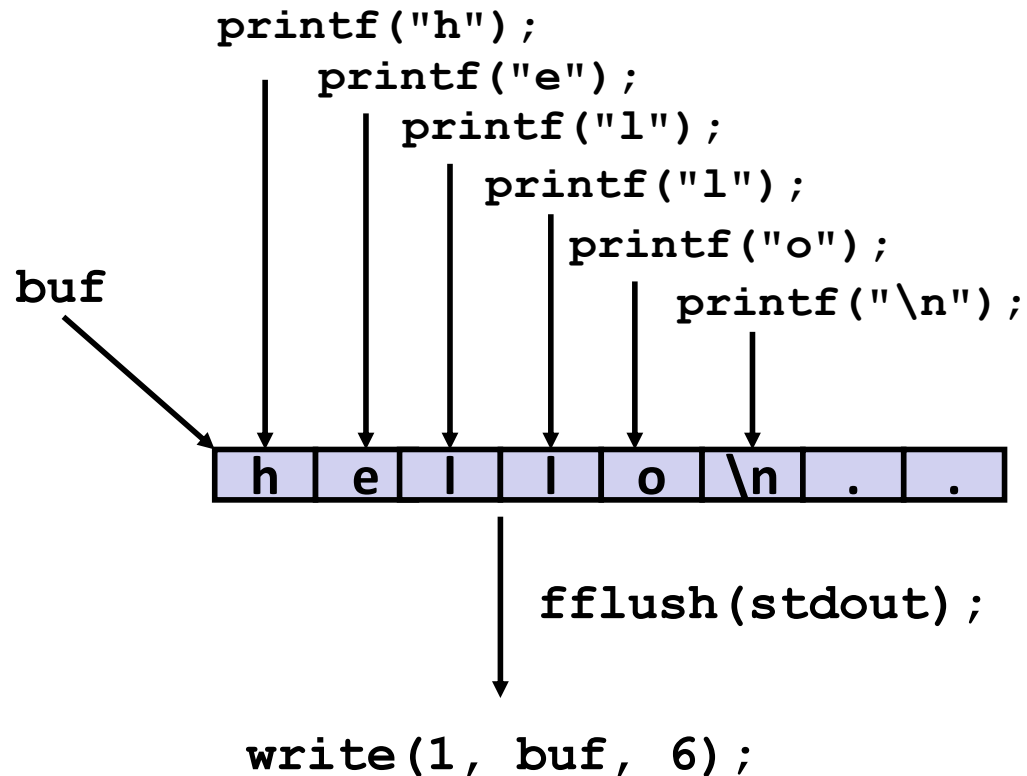 printf("h");
printf("e");
printf("l");
printf("l");
printf("o");
buf
printf("\n");
h e l l o \n . .
fflush(stdout);
write(1, buf, 6);